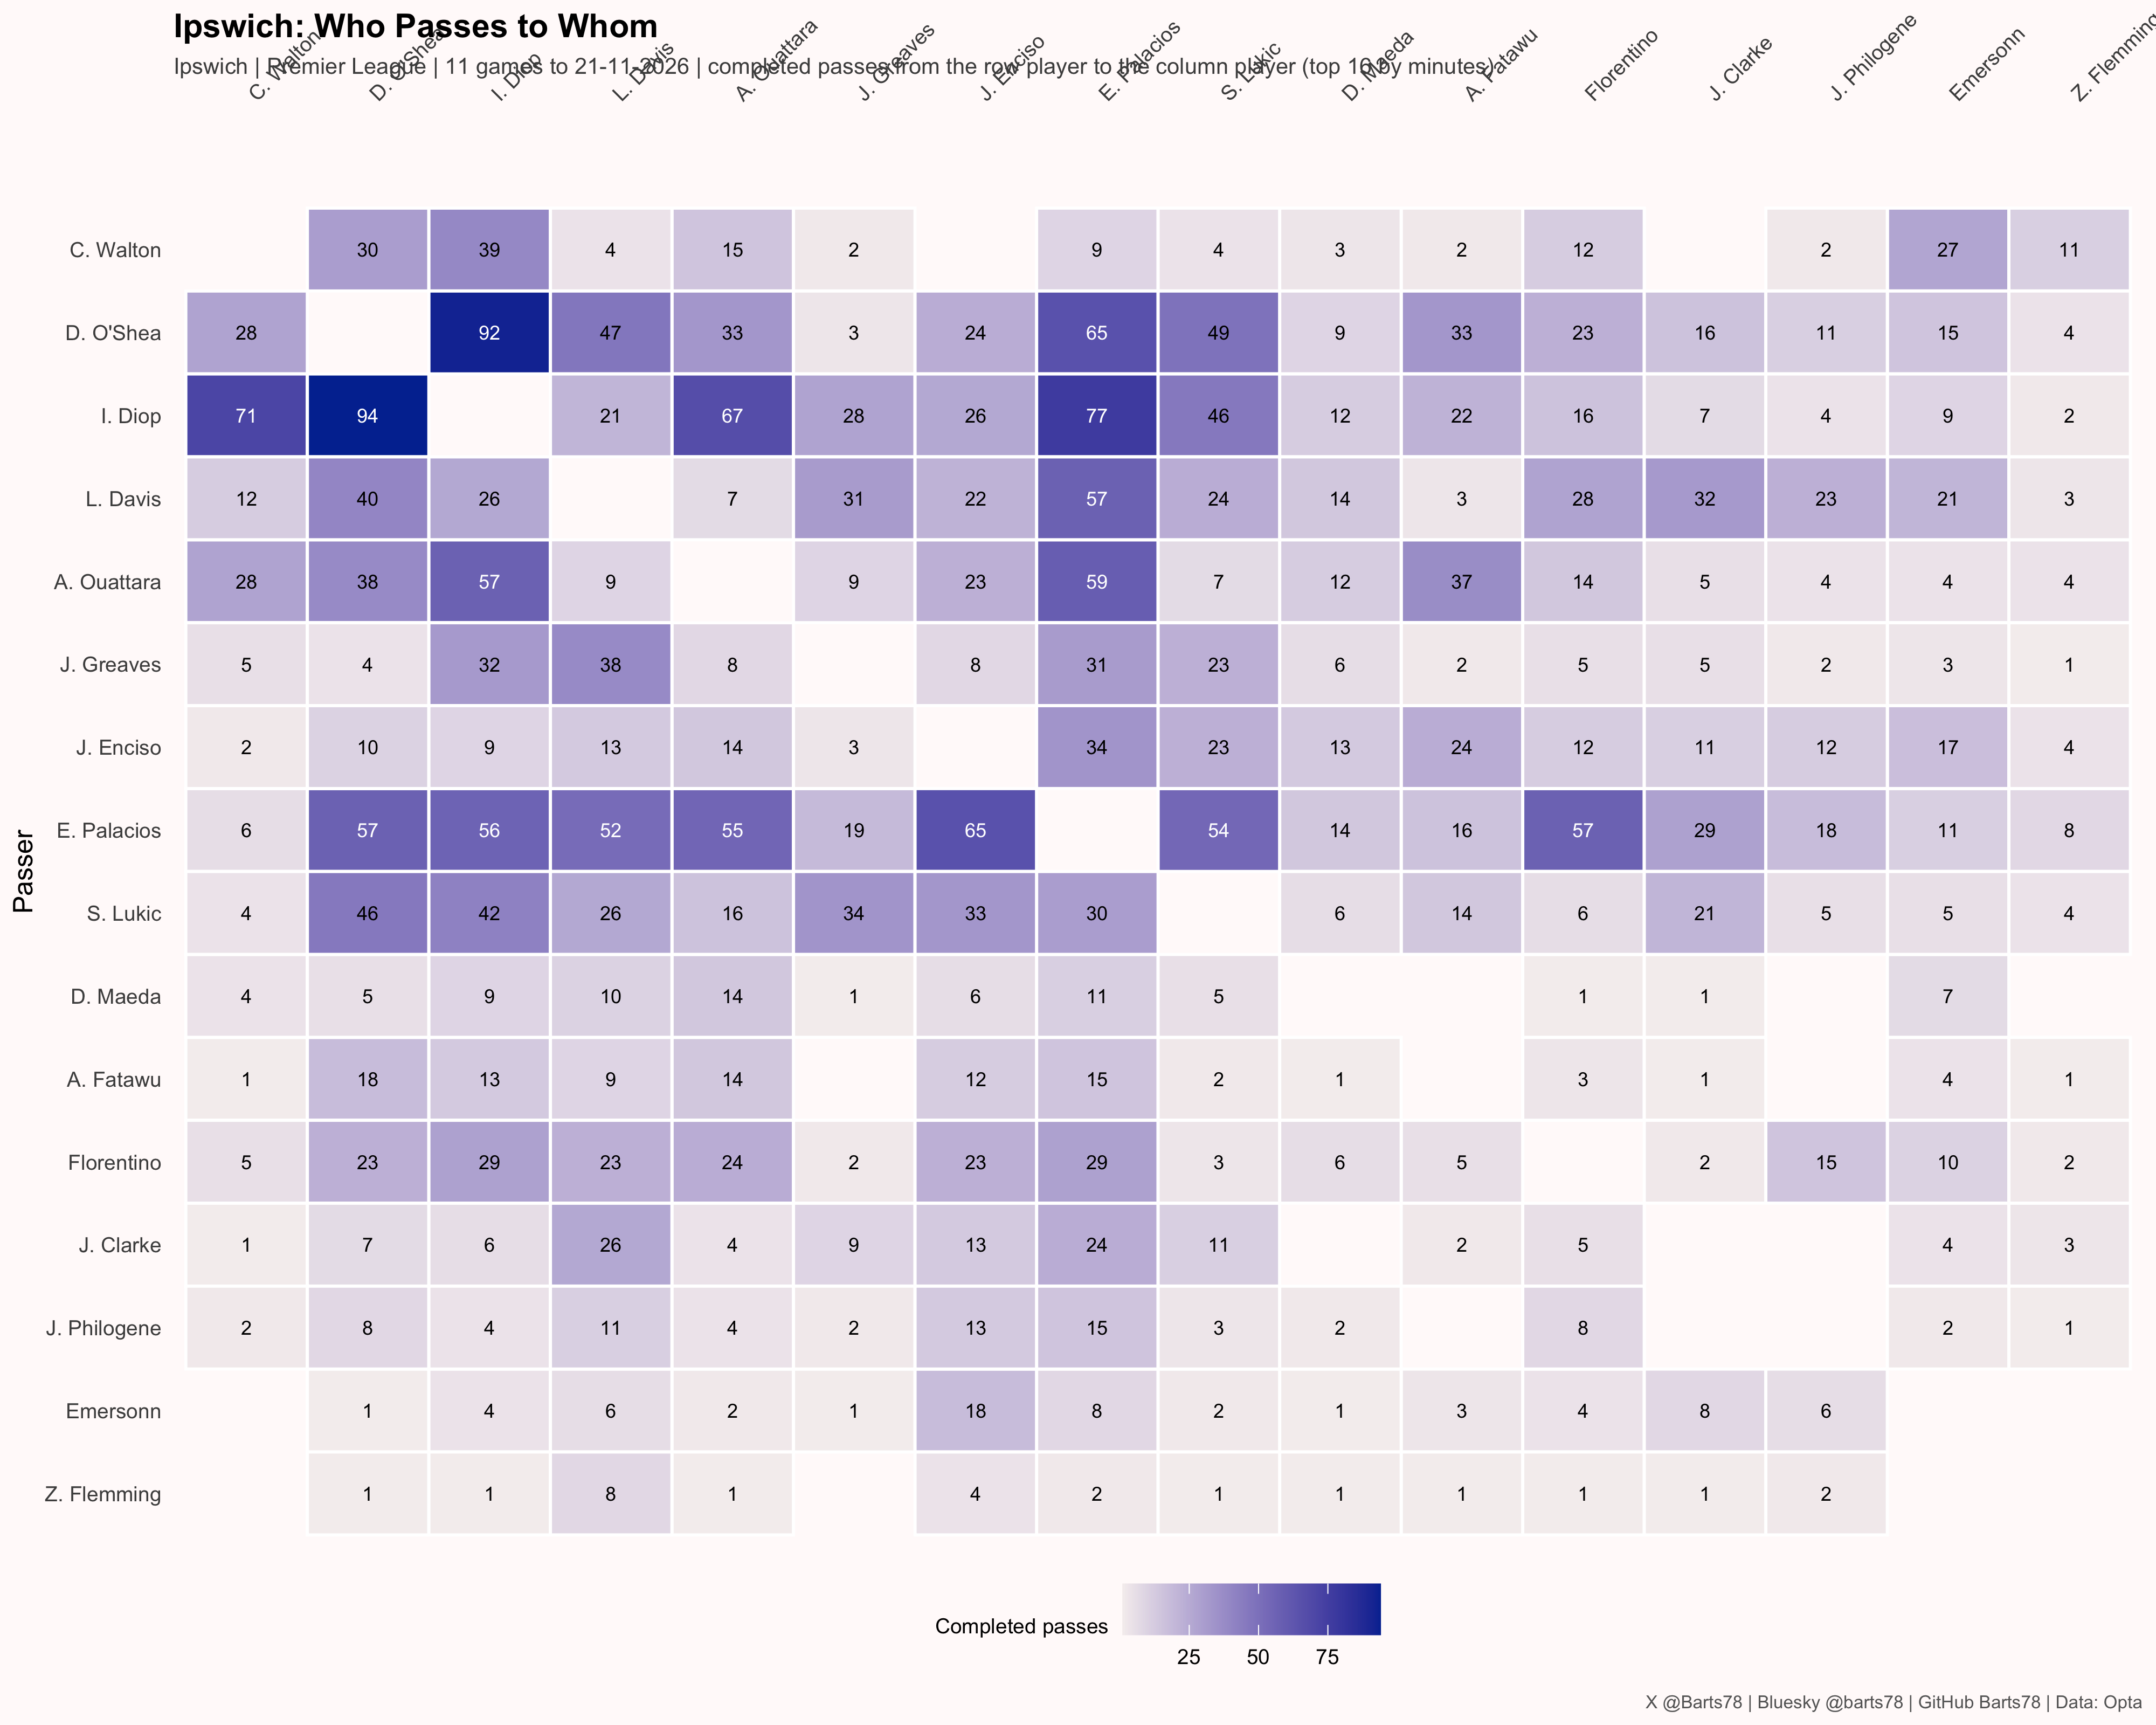 Ipswich: Who Passes to Whom
Ipswich | Premier League | 11 games to 21-11-2026 | completed passes from the row player to the column player (top 16 by minutes)
C. Walton D. O'Shea I. Diop L. Davis A. Ouattara J. Greaves J. Enciso E. Palacios S. Lukic D. Maeda A. Fatawu Florentino J. Clarke J. Philogene Emersonn Z. Flemming
C. Walton 30 39 4 15 2 9 4 3 2 12 2 27 11
D. O'Shea 28 92 47 33 3 24 65 49 9 33 23 16 11 15 4
I. Diop 71 94 21 67 28 26 77 46 12 22 16 7 4 9 2
L. Davis 12 40 26 7 31 22 57 24 14 3 28 32 23 21 3
A. Ouattara 28 38 57 9 9 23 59 7 12 37 14 5 4 4 4
J. Greaves 5 4 32 38 8 8 31 23 6 2 5 5 2 3 1
J. Enciso 2 10 9 13 14 3 34 23 13 24 12 11 12 17 4
E. Palacios 6 57 56 52 55 19 65 54 14 16 57 29 18 11 8
S. Lukic 4 46 42 26 16 34 33 30 6 14 6 21 5 5 4
D. Maeda 4 5 9 10 14 1 6 11 5 1 1 7
A. Fatawu 1 18 13 9 14 12 15 2 1 3 1 4 1
Florentino 5 23 29 23 24 2 23 29 3 6 5 2 15 10 2
J. Clarke 1 7 6 26 4 9 13 24 11 2 5 4 3
J. Philogene 2 8 4 11 4 2 13 15 3 2 8 2 1
Emersonn 1 4 6 2 1 18 8 2 1 3 4 8 6
Z. Flemming 1 1 8 1 4 2 1 1 1 1 1 2
Passer
Completed passes
25 50 75
X @Barts78 | Bluesky @barts78 | GitHub Barts78 | Data: Opta